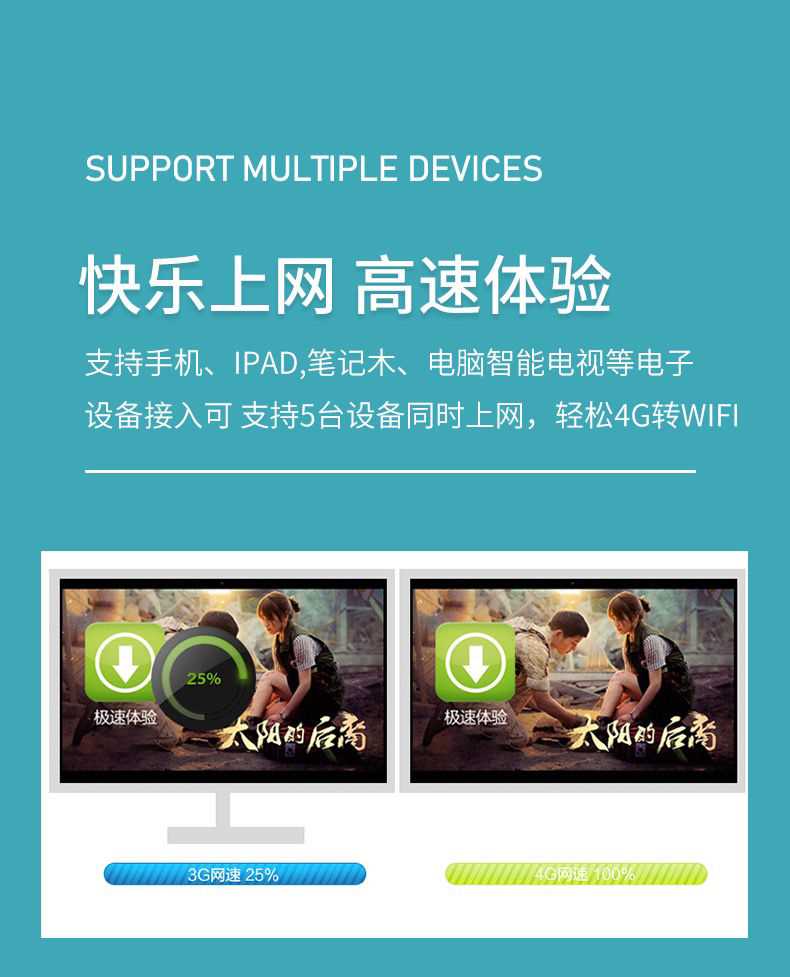 SUPPORT MULTIPLE DEVICES
快乐上网 高速体验
支持手机、IPAD,笔记木、电脑智能电视等电子
设备接入可 支持5台设备同时上网，轻松4G转WIFI
25%
极速体验
太阳的后裔
极速体验
太阳的后裔
3G网速 25%
4G网速 100%